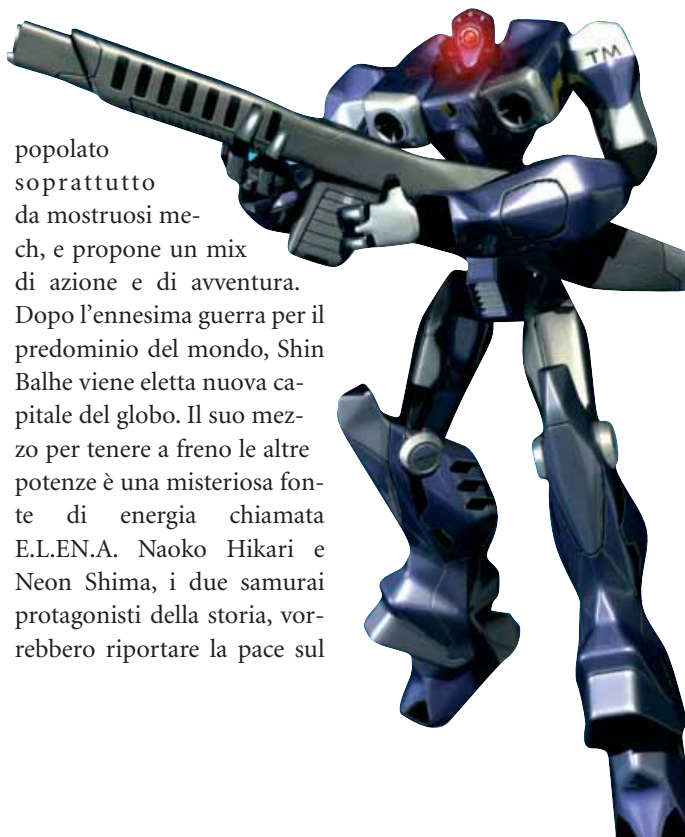 TM
popolato
soprattutto
da mostruosi me-
ch, e propone un mix
di azione e di avventura.
Dopo l'ennesima guerra per il
predominio del mondo, Shin
Balhe viene eletta nuova ca-
pitale del globo. Il suo mez-
zo per tenere a freno le altre
potenze è una misteriosa fon-
te di energia chiamata
E.L.EN.A. Naoko Hikari e
Neon Shima, i due samurai
protagonisti della storia, vor-
rebbero riportare la pace sul